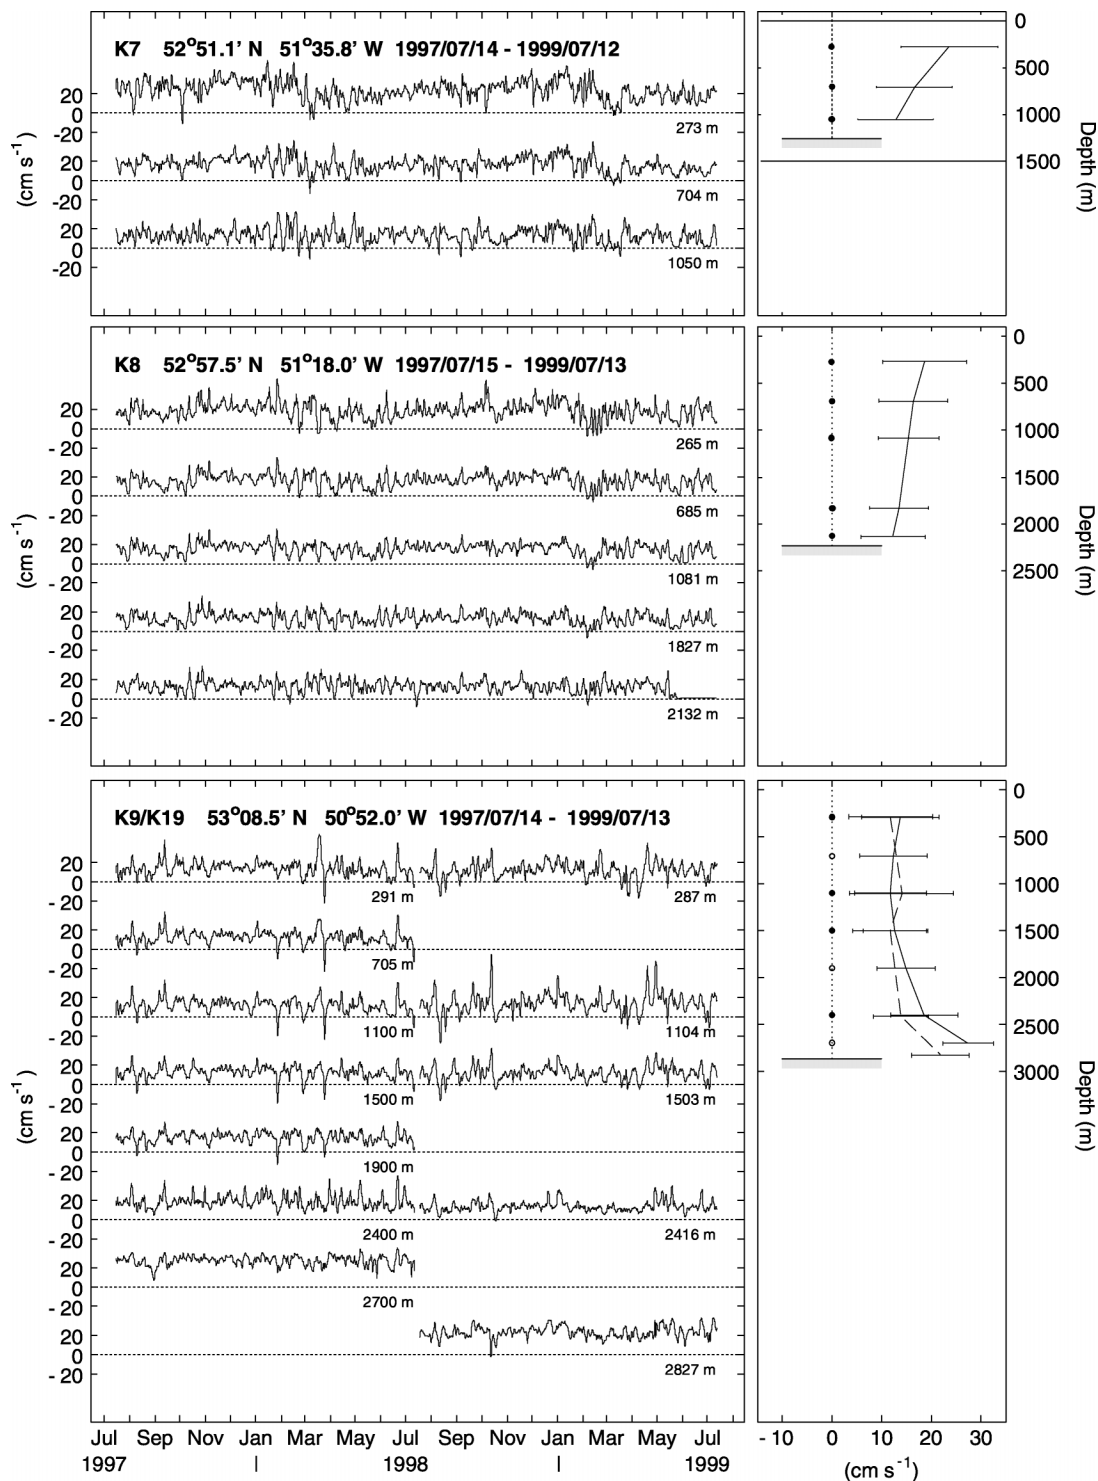 K7 52°51.1' N 51°35.8' W 1997/07/14 - 1999/07/12
20
0
-20
273 m
20
0
-20
704 m
20
0
-20
1050 m
(cm s⁻¹)
0
500
1000
1500
Depth (m)
K8 52°57.5' N 51°18.0' W 1997/07/15 - 1999/07/13
20
0
- 20
265 m
20
0
- 20
685 m
20
0
- 20
1081 m
20
0
- 20
1827 m
20
0
- 20
2132 m
(cm s⁻¹)
0
500
1000
1500
2000
2500
Depth (m)
K9/K19 53°08.5' N 50°52.0' W 1997/07/14 - 1999/07/13
20
0
- 20
291 m 287 m
20
0
- 20
705 m
20
0
- 20
1100 m 1104 m
20
0
- 20
1500 m 1503 m
20
0
- 20
1900 m
20
0
- 20
2400 m 2416 m
20
0
- 20
2700 m
20
0
- 20
2827 m
(cm s⁻¹)
0
500
1000
1500
2000
2500
3000
Depth (m)
Jul Sep Nov Jan Mar May Jul Sep Nov Jan Mar May Jul
1997 | 1998 | 1999
- 10 0 10 20 30
(cm s⁻¹)